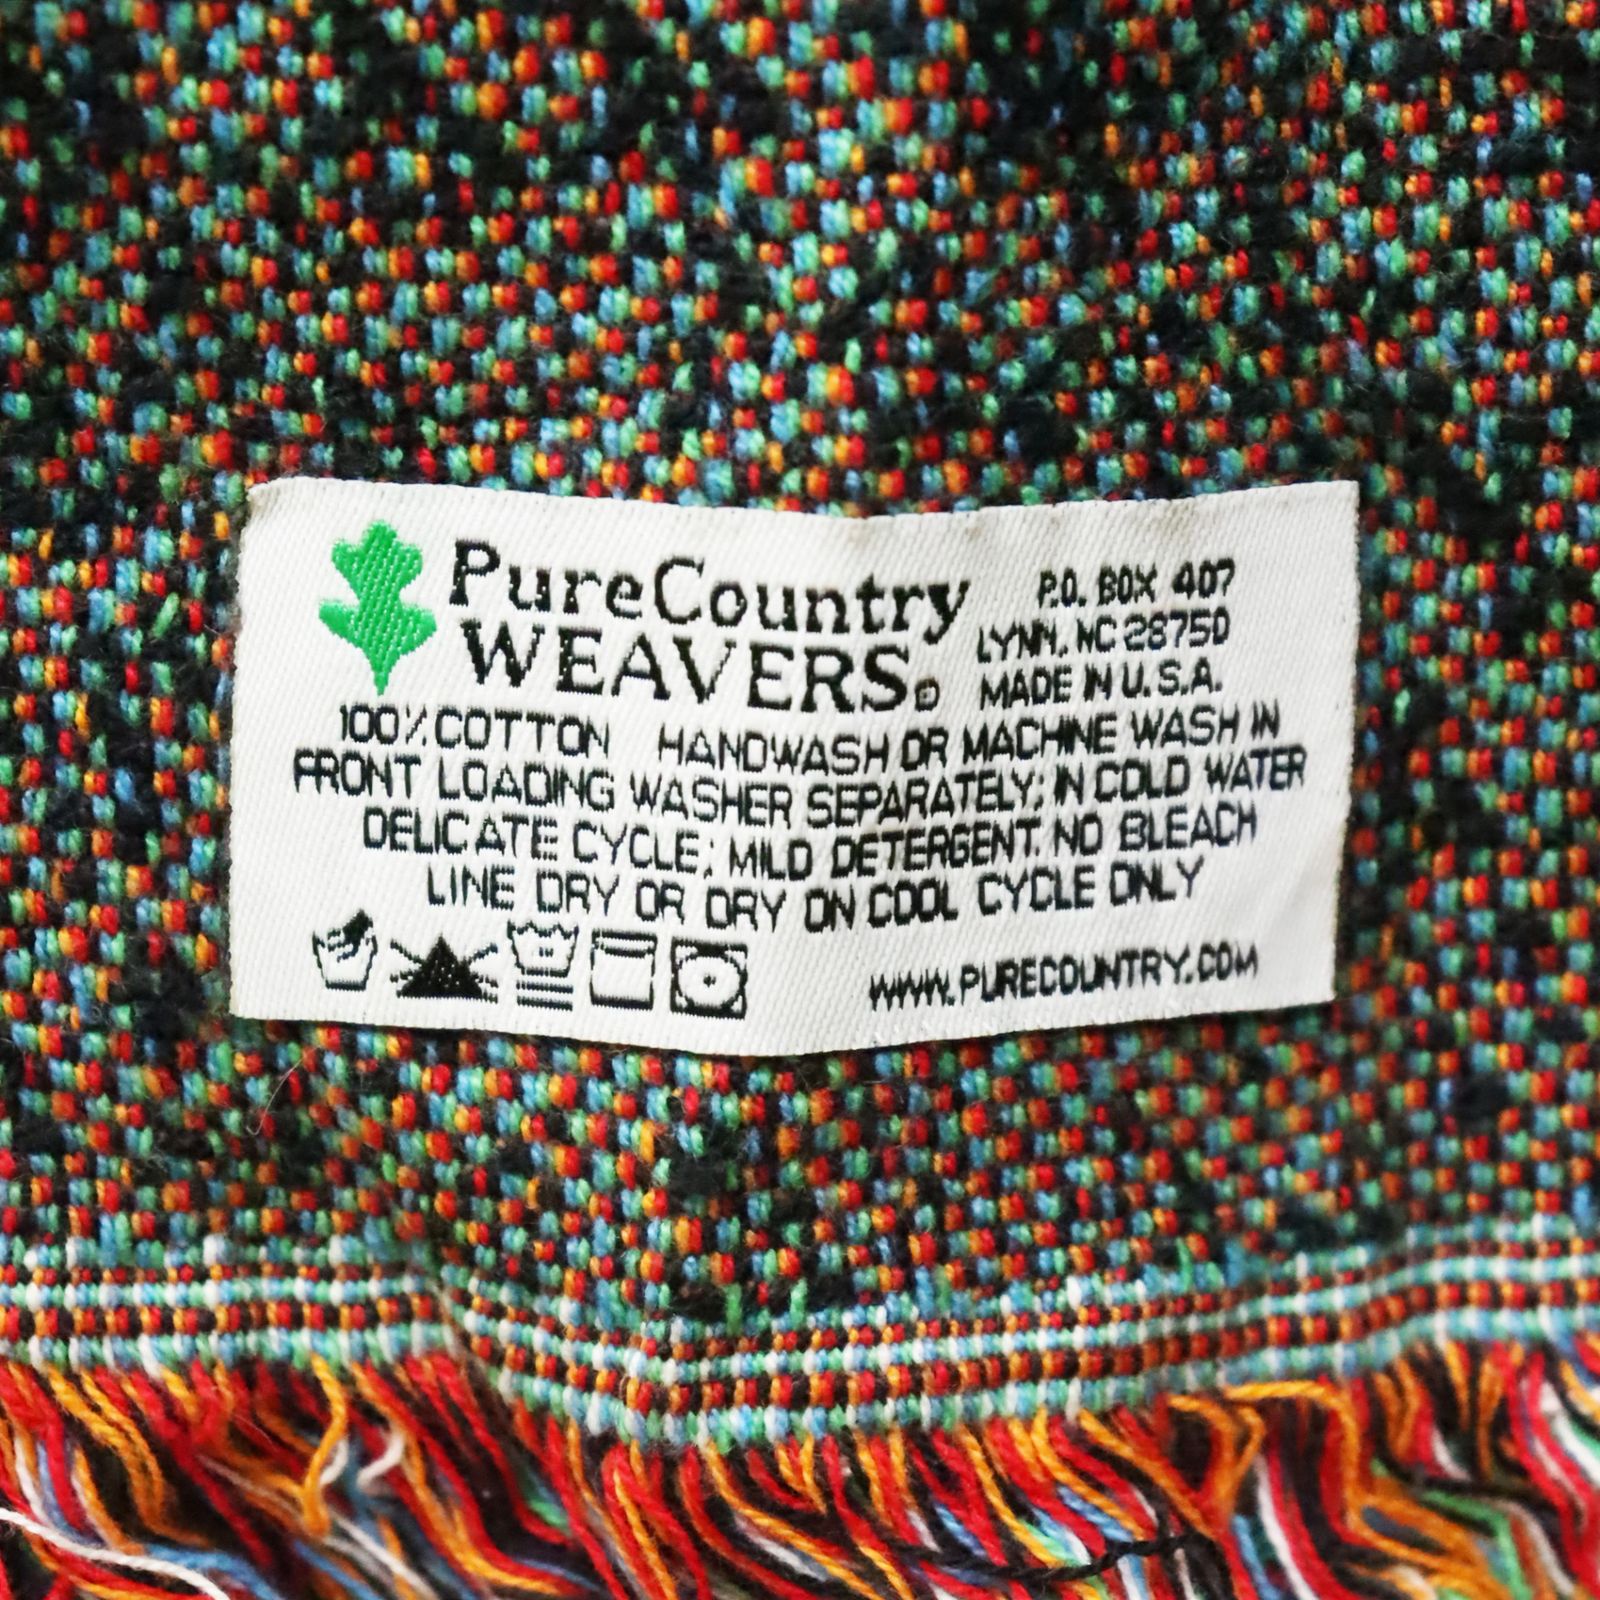 PureCountry
WEAVERS®
P.O. BOX 407
LYNN, NC 28750
MADE IN U.S.A.
100% COTTON HANDWASH OR MACHINE WASH IN
FRONT LOADING WASHER SEPARATELY; IN COLD WATER
DELICATE CYCLE; MILD DETERGENT. NO BLEACH
LINE DRY OR DRY ON COOL CYCLE ONLY
WWW.PURECOUNTRY.COM